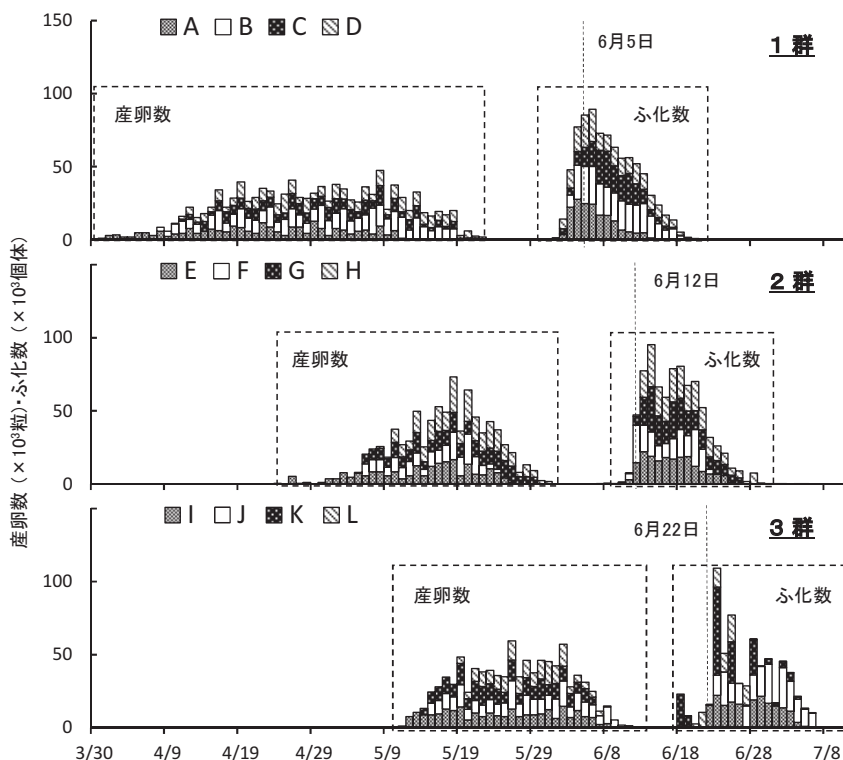 産卵数（×10³粒）・ふ化数（×10³個体）
150
100
50
0
A B C D
6月5日
1 群
産卵数
ふ化数
100
50
0
E F G H
6月12日
2 群
産卵数
ふ化数
100
50
0
I J K L
6月22日
3 群
産卵数
ふ化数
3/30 4/9 4/19 4/29 5/9 5/19 5/29 6/8 6/18 6/28 7/8